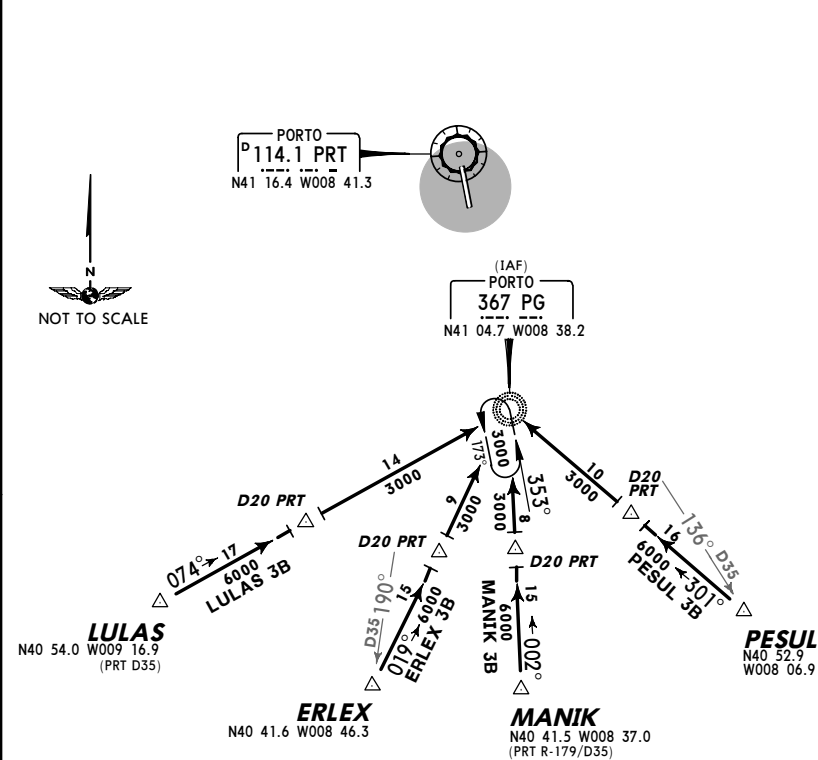 PORTO
D 114.1 PRT
N41 16.4 W008 41.3
N
NOT TO SCALE
(IAF)
PORTO
367 PG
N41 04.7 W008 38.2
3000
173°
353°
14
3000
D20 PRT
074° 17
6000
LULAS 3B
LULAS
N40 54.0 W009 16.9
(PRT D35)
9
3000
D20 PRT
190°
D35
15
019° 6000
ERLEX 3B
ERLEX
N40 41.6 W008 46.3
8
3000
D20 PRT
15
6000
002°
MANIK 3B
MANIK
N40 41.5 W008 37.0
(PRT R-179/D35)
10
3000
D20
PRT
136° D35
16
6000 301°
PESUL 3B
PESUL
N40 52.9
W008 06.9